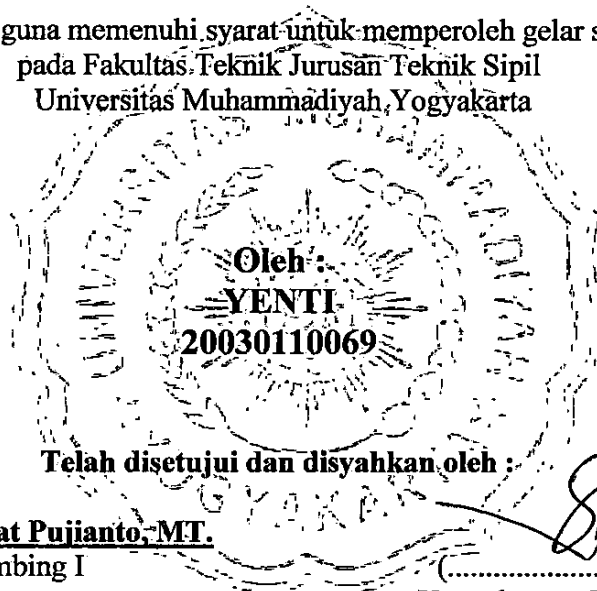 guna memenuhi syarat untuk memperoleh gelar
pada Fakultas Teknik Jurusan Teknik Sipil
Universitas Muhammadiyah Yogyakarta
Oleh :
YENTI
20030110069
Telah disetujui dan disyahkan oleh :
at Pujianto, MT.
mbing I
(..............